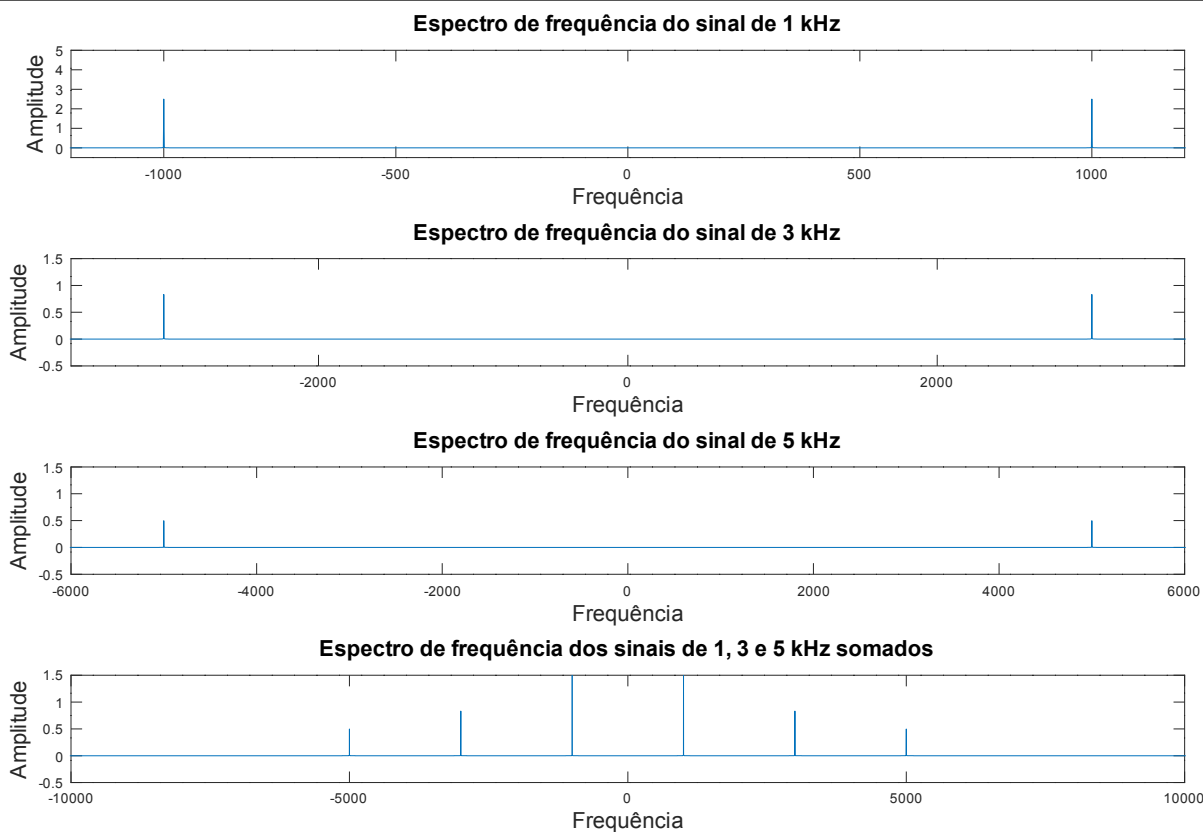 Espectro de frequência do sinal de 1 kHz
Amplitude
5
4
3
2
1
0
-1000 -500 0 500 1000
Frequência
Espectro de frequência do sinal de 3 kHz
Amplitude
1.5
1
0.5
0
-0.5
-2000 0 2000
Frequência
Espectro de frequência do sinal de 5 kHz
Amplitude
1.5
1
0.5
0
-0.5
-6000 -4000 -2000 0 2000 4000 6000
Frequência
Espectro de frequência dos sinais de 1, 3 e 5 kHz somados
Amplitude
1.5
1
0.5
0
-0.5
-10000 -5000 0 5000 10000
Frequência